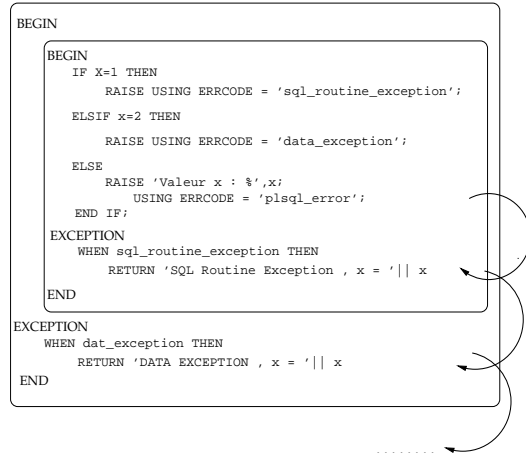 BEGIN
BEGIN
IF X=1 THEN
RAISE USING ERRCODE = 'sql_routine_exception';
ELSIF x=2 THEN
RAISE USING ERRCODE = 'data_exception';
ELSE
RAISE 'Valeur x : %',x;
USING ERRCODE = 'plsql_error';
END IF;
EXCEPTION
WHEN sql_routine_exception THEN
RETURN 'SQL Routine Exception , x = '|| x
END
EXCEPTION
WHEN dat_exception THEN
RETURN 'DATA EXCEPTION , x = '|| x
END
........